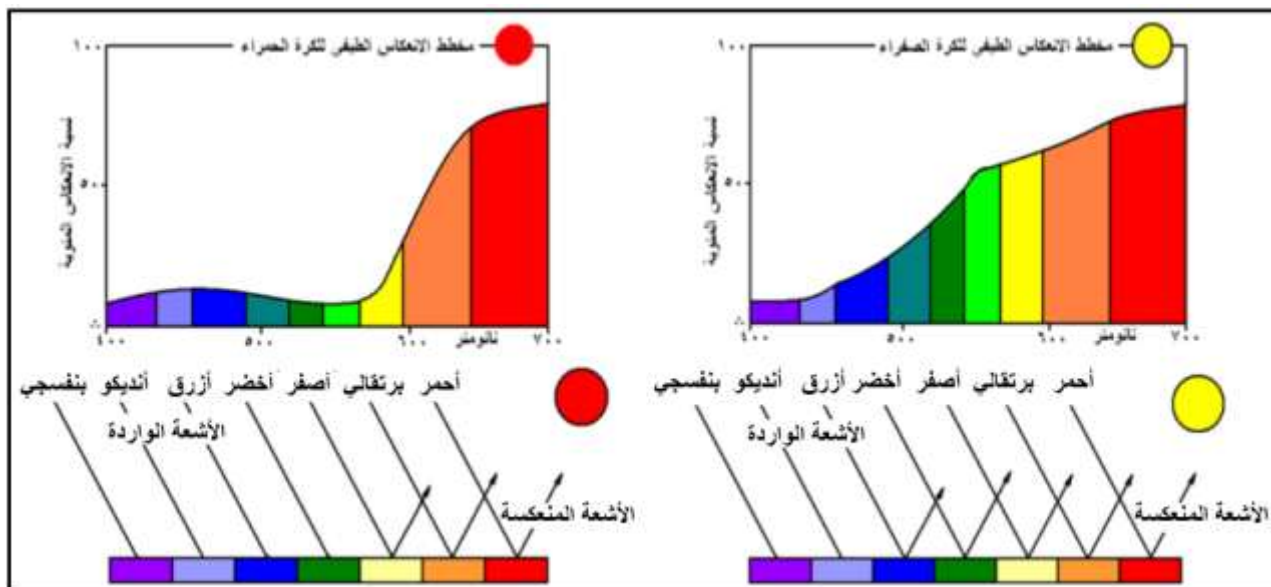 مخطط الانعكاس الطيفي للكرة الحمراء
١٠٠
نسبة الانعكاس المئوية
٥٠
٤٠٠ ٥٠٠ ٦٠٠ نانومتر ٧٠٠
أحمر برتقالي أصفر أخضر أزرق أنديكو بنفسجي
الأشعة الواردة
الأشعة المنعكسة
مخطط الانعكاس الطيفي للكرة الصفراء
١٠٠
نسبة الانعكاس المئوية
٥٠
٤٠٠ ٥٠٠ ٦٠٠ نانومتر ٧٠٠
أحمر برتقالي أصفر أخضر أزرق أنديكو بنفسجي
الأشعة الواردة
الأشعة المنعكسة